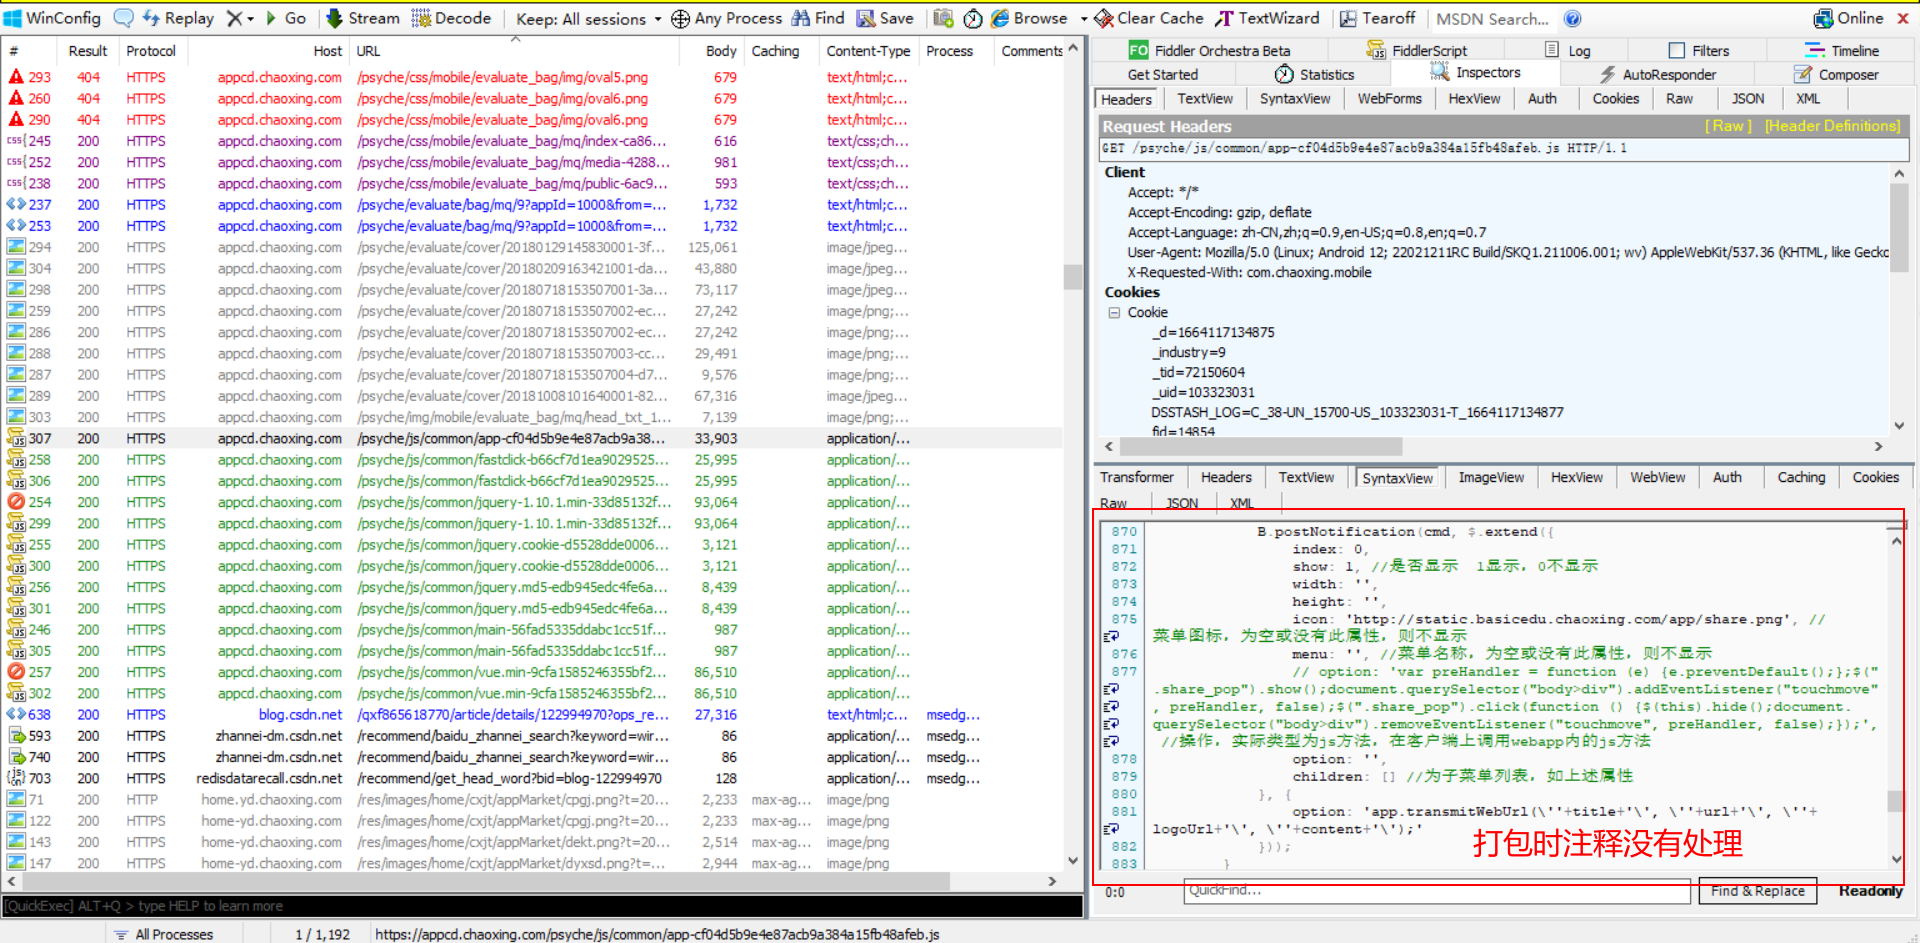 WinConfig Replay Go Stream Decode Keep: All sessions Any Process Find Save Browse Clear Cache TextWizard Tearoff MSDN Search... Online
# Result Protocol Host URL Body Caching Content-Type Process Comments
293 404 HTTPS appcd.chaoxing.com /psyche/css/mobile/evaluate_bag/img/oval5.png 679 text/html;c...
260 404 HTTPS appcd.chaoxing.com /psyche/css/mobile/evaluate_bag/img/oval6.png 679 text/html;c...
290 404 HTTPS appcd.chaoxing.com /psyche/css/mobile/evaluate_bag/img/oval6.png 679 text/html;c...
245 200 HTTPS appcd.chaoxing.com /psyche/css/mobile/evaluate_bag/mq/index-ca86... 616 text/css;ch...
252 200 HTTPS appcd.chaoxing.com /psyche/css/mobile/evaluate_bag/mq/media-4288... 981 text/css;ch...
238 200 HTTPS appcd.chaoxing.com /psyche/css/mobile/evaluate_bag/mq/public-6ac9... 593 text/css;ch...
237 200 HTTPS appcd.chaoxing.com /psyche/evaluate/bag/mq/9?appId=1000&from=... 1,732 text/html;c...
253 200 HTTPS appcd.chaoxing.com /psyche/evaluate/bag/mq/9?appId=1000&from=... 1,732 text/html;c...
294 200 HTTPS appcd.chaoxing.com /psyche/evaluate/cover/20180129145830001-3f... 125,061 image/jpeg...
304 200 HTTPS appcd.chaoxing.com /psyche/evaluate/cover/20180209163421001-da... 43,880 image/jpeg...
298 200 HTTPS appcd.chaoxing.com /psyche/evaluate/cover/20180718153507001-3a... 73,117 image/jpeg...
259 200 HTTPS appcd.chaoxing.com /psyche/evaluate/cover/20180718153507002-ec... 27,242 image/png;...
286 200 HTTPS appcd.chaoxing.com /psyche/evaluate/cover/20180718153507002-ec... 27,242 image/png;...
288 200 HTTPS appcd.chaoxing.com /psyche/evaluate/cover/20180718153507003-cc... 29,491 image/png;...
287 200 HTTPS appcd.chaoxing.com /psyche/evaluate/cover/20180718153507004-d7... 9,576 image/png;...
289 200 HTTPS appcd.chaoxing.com /psyche/evaluate/cover/20181008101640001-82... 67,316 image/jpeg...
303 200 HTTPS appcd.chaoxing.com /psyche/img/mobile/evaluate_bag/mq/head_txt_1... 7,139 image/png;...
307 200 HTTPS appcd.chaoxing.com /psyche/js/common/app-cf04d5b9e4e87acb9a38... 33,903 application/...
258 200 HTTPS appcd.chaoxing.com /psyche/js/common/fastclick-b66cf7d1ea9029525... 25,995 application/...
306 200 HTTPS appcd.chaoxing.com /psyche/js/common/fastclick-b66cf7d1ea9029525... 25,995 application/...
254 200 HTTPS appcd.chaoxing.com /psyche/js/common/jquery-1.10.1.min-33d85132f... 93,064 application/...
299 200 HTTPS appcd.chaoxing.com /psyche/js/common/jquery-1.10.1.min-33d85132f... 93,064 application/...
255 200 HTTPS appcd.chaoxing.com /psyche/js/common/jquery.cookie-d5528dde0006... 3,121 application/...
300 200 HTTPS appcd.chaoxing.com /psyche/js/common/jquery.cookie-d5528dde0006... 3,121 application/...
256 200 HTTPS appcd.chaoxing.com /psyche/js/common/jquery.md5-edb945edc4fe6a... 8,439 application/...
301 200 HTTPS appcd.chaoxing.com /psyche/js/common/jquery.md5-edb945edc4fe6a... 8,439 application/...
246 200 HTTPS appcd.chaoxing.com /psyche/js/common/main-56fad5335ddabc1cc51f... 987 application/...
305 200 HTTPS appcd.chaoxing.com /psyche/js/common/main-56fad5335ddabc1cc51f... 987 application/...
257 200 HTTPS appcd.chaoxing.com /psyche/js/common/vue.min-9cfa1585246355bf2... 86,510 application/...
302 200 HTTPS appcd.chaoxing.com /psyche/js/common/vue.min-9cfa1585246355bf2... 86,510 application/...
638 200 HTTPS blog.csdn.net /qxf865618770/article/details/122994970?ops_re... 27,316 text/html;c... msedg...
593 200 HTTPS zhannei-dm.csdn.net /recommend/baidu_zhannei_search?keyword=wir... 86 application/... msedg...
740 200 HTTPS zhannei-dm.csdn.net /recommend/baidu_zhannei_search?keyword=wir... 86 application/... msedg...
703 200 HTTPS redisdatarecall.csdn.net /recommend/get_head_word?bid=blog-122994970 128 application/... msedg...
71 200 HTTP home.yd.chaoxing.com /res/images/home/cxjt/appMarket/cpgj.png?t=20... 2,233 max-ag... image/png
122 200 HTTPS home-yd.chaoxing.com /res/images/home/cxjt/appMarket/cpgj.png?t=20... 2,233 max-ag... image/png
143 200 HTTPS home-yd.chaoxing.com /res/images/home/cxjt/appMarket/dekt.png?t=20... 2,514 max-ag... image/png
147 200 HTTPS home-yd.chaoxing.com /res/images/home/cxjt/appMarket/dyxsd.png?t=... 2,944 max-ag... image/png
[QuickExec] ALT+Q > type HELP to learn more
All Processes 1 / 1,192 https://appcd.chaoxing.com/psyche/js/common/app-cf04d5b9e4e87acb9a384a15fb48afeb.js
FO Fiddler Orchestra Beta FiddlerScript Log Filters Timeline
Get Started Statistics Inspectors AutoResponder Composer
Headers TextView SyntaxView WebForms HexView Auth Cookies Raw JSON XML
Request Headers [ Raw ] [Header Definitions]
GET /psyche/js/common/app-cf04d5b9e4e87acb9a384a15fb48afeb.js HTTP/1.1
Client
Accept: */*
Accept-Encoding: gzip, deflate
Accept-Language: zh-CN,zh;q=0.9,en-US;q=0.8,en;q=0.7
User-Agent: Mozilla/5.0 (Linux; Android 12; 22021211RC Build/SKQ1.211006.001; wv) AppleWebKit/537.36 (KHTML, like Gecko
X-Requested-With: com.chaoxing.mobile
Cookies
Cookie
_d=1664117134875
_industry=9
_tid=72150604
_uid=103323031
DSSTASH_LOG=C_38-UN_15700-US_103323031-T_1664117134877
fid=14854
Transformer Headers TextView SyntaxView ImageView HexView WebView Auth Caching Cookies
Raw JSON XML
870 B.postNotification(cmd, $.extend({
871 index: 0,
872 show: 1, //是否显示 1显示，0不显示
873 width: '',
874 height: '',
875 icon: 'http://static.basicedu.chaoxing.com/app/share.png', //
菜单图标，为空或没有此属性，则不显示
876 menu: '', //菜单名称，为空或没有此属性，则不显示
877 // option: 'var preHandler = function (e) {e.preventDefault();};$("
.share_pop").show();document.querySelector("body>div").addEventListener("touchmove"
, preHandler, false);$(".share_pop").click(function () {$(this).hide();document.
querySelector("body>div").removeEventListener("touchmove", preHandler, false);});',
//操作，实际类型为js方法，在客户端上调用webapp内的js方法
878 option: '',
879 children: [] //为子菜单列表，如上述属性
880 }, {
881 option: 'app.transmitWebUrl(\''+title+'\', \''+url+'\', \''+
logoUrl+'\', \''+content+'\');'
882 }));
883 }
打包时注释没有处理
0:0 QuickFind... Find & Replace Readonly